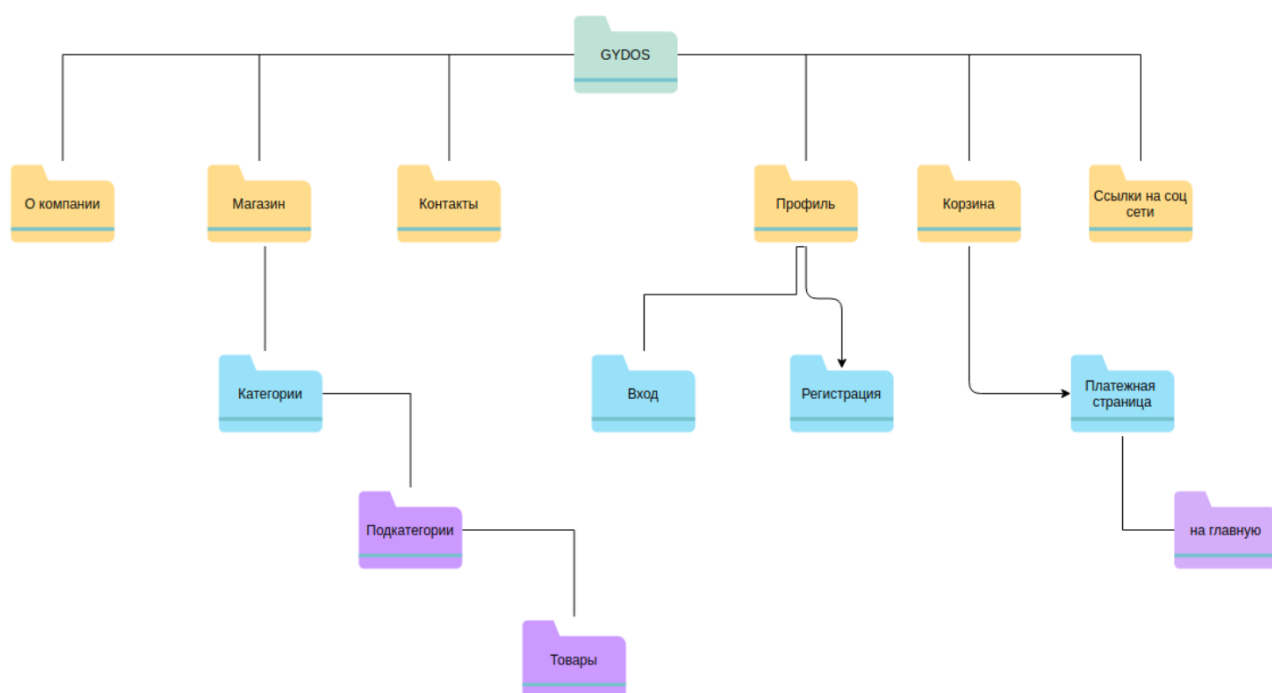 GYDOS
О компании
Магазин
Контакты
Профиль
Корзина
Ссылки на соц
сети
Категории
Вход
Регистрация
Платежная
страница
Подкатегории
на главную
Товары